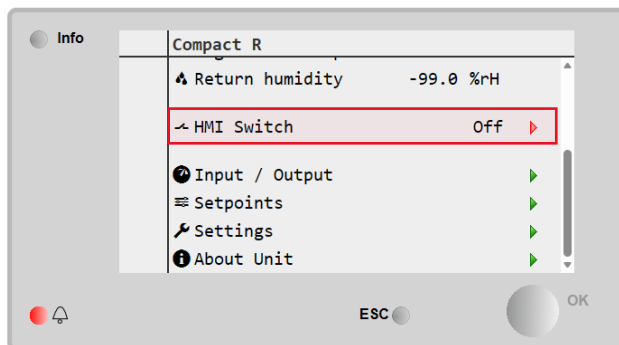 Info
Compact R
Return humidity -99.0 %rH
HMI Switch Off
Input / Output
Setpoints
Settings
About Unit
ESC
OK